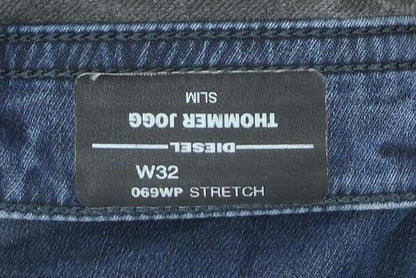 SLIM
THOMMER JOGG
DIESEL
W32
069WP STRETCH